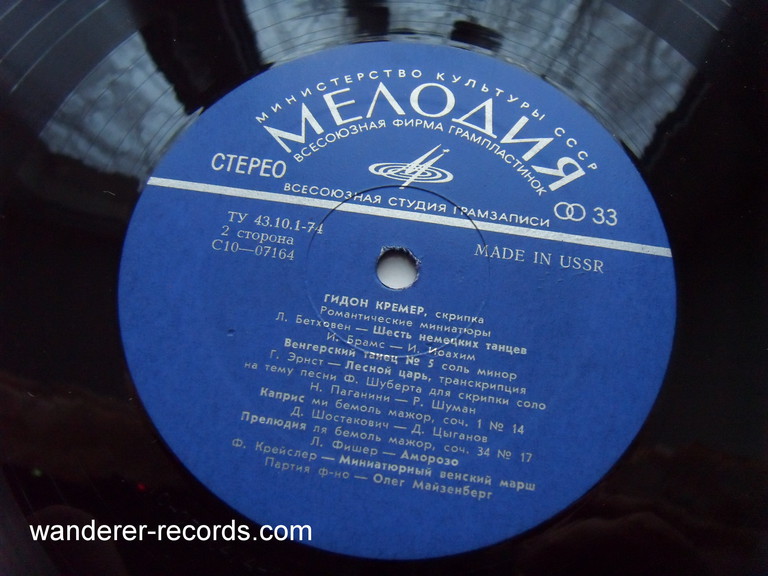 МИНИСТЕРСТВО КУЛЬТУРЫ СССР
МЕЛОДИЯ
ВСЕСОЮЗНАЯ ФИРМА ГРАМПЛАСТИНОК
СТЕРЕО
ВСЕСОЮЗНАЯ СТУДИЯ ГРАМЗАПИСИ
33
ТУ 43.10.1-74
2 сторона
С10—07164
MADE IN USSR
ГИДОН КРЕМЕР, скрипка
Романтические миниатюры
Л. Бетховен — Шесть немецких танцев
И. Брамс — И. Иоахим
Венгерский танец № 5 соль минор
Г. Эрнст — Лесной царь, транскрипция
на тему песни Ф. Шуберта для скрипки соло
Н. Паганини — Р. Шуман
Каприс ми бемоль мажор, соч. 1 № 14
Д. Шостакович — Д. Цыганов
Прелюдия ля бемоль мажор, соч. 34 № 17
Л. Фишер — Аморозо
Ф. Крейслер — Миниатюрный венский марш
Партия ф-но — Олег Майзенберг
wanderer-records.com